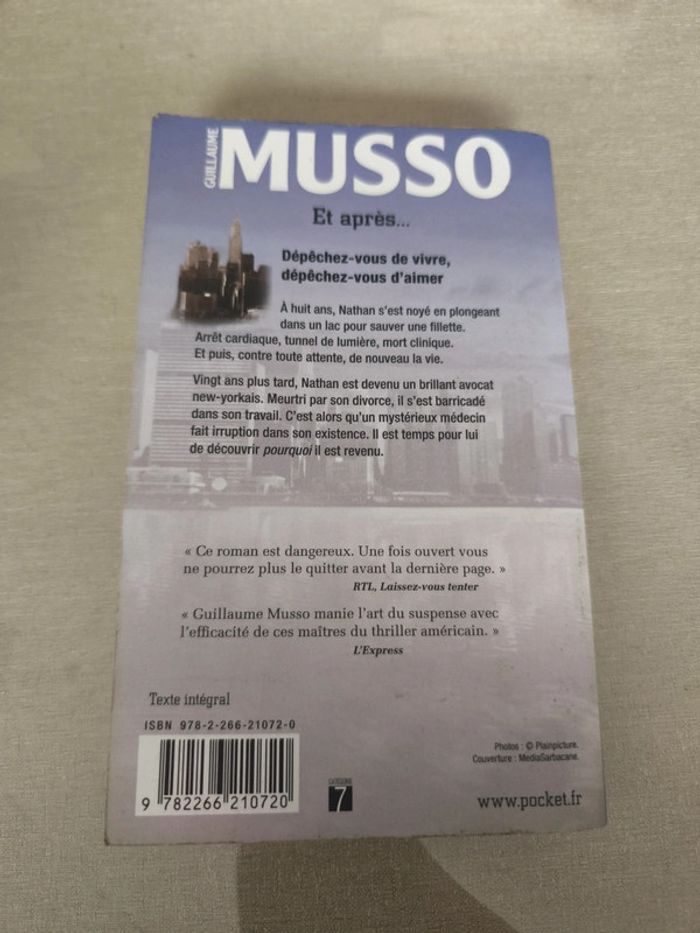 GUILLAUME
MUSSO
Et après...
Dépêchez-vous de vivre,
dépêchez-vous d'aimer
À huit ans, Nathan s'est noyé en plongeant
dans un lac pour sauver une fillette.
Arrêt cardiaque, tunnel de lumière, mort clinique.
Et puis, contre toute attente, de nouveau la vie.
Vingt ans plus tard, Nathan est devenu un brillant avocat
new-yorkais. Meurtri par son divorce, il s'est barricadé
dans son travail. C'est alors qu'un mystérieux médecin
fait irruption dans son existence. Il est temps pour lui
de découvrir pourquoi il est revenu.
« Ce roman est dangereux. Une fois ouvert vous
ne pourrez plus le quitter avant la dernière page. »
RTL, Laissez-vous tenter
« Guillaume Musso manie l'art du suspense avec
l'efficacité de ces maîtres du thriller américain. »
L'Express
Texte intégral
ISBN 978-2-266-21072-0
9 782266 210720
CATÉGORIE
7
Photos : © Plainpicture.
Couverture : MediaSarbacane.
www.pocket.fr